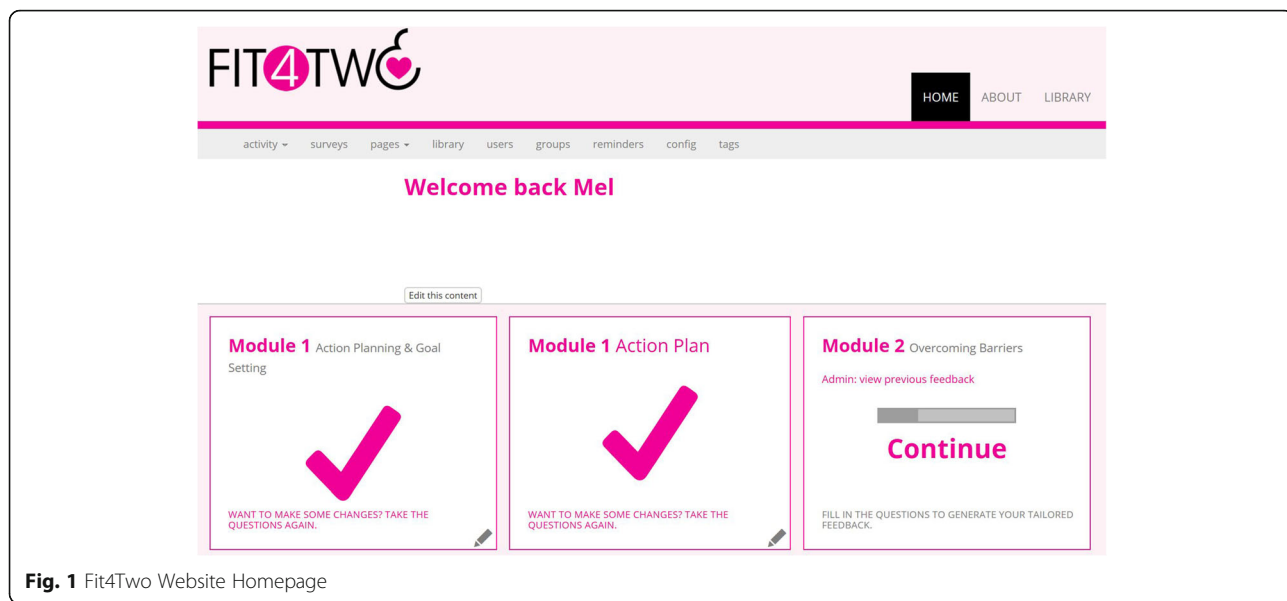 FIT4TWO
HOME ABOUT LIBRARY
activity surveys pages library users groups reminders config tags
Welcome back Mel
Edit this content
Module 1 Action Planning & Goal
Setting
WANT TO MAKE SOME CHANGES? TAKE THE
QUESTIONS AGAIN.
Module 1 Action Plan
WANT TO MAKE SOME CHANGES? TAKE THE
QUESTIONS AGAIN.
Module 2 Overcoming Barriers
Admin: view previous feedback
Continue
FILL IN THE QUESTIONS TO GENERATE YOUR TAILORED
FEEDBACK.
Fig. 1 Fit4Two Website Homepage